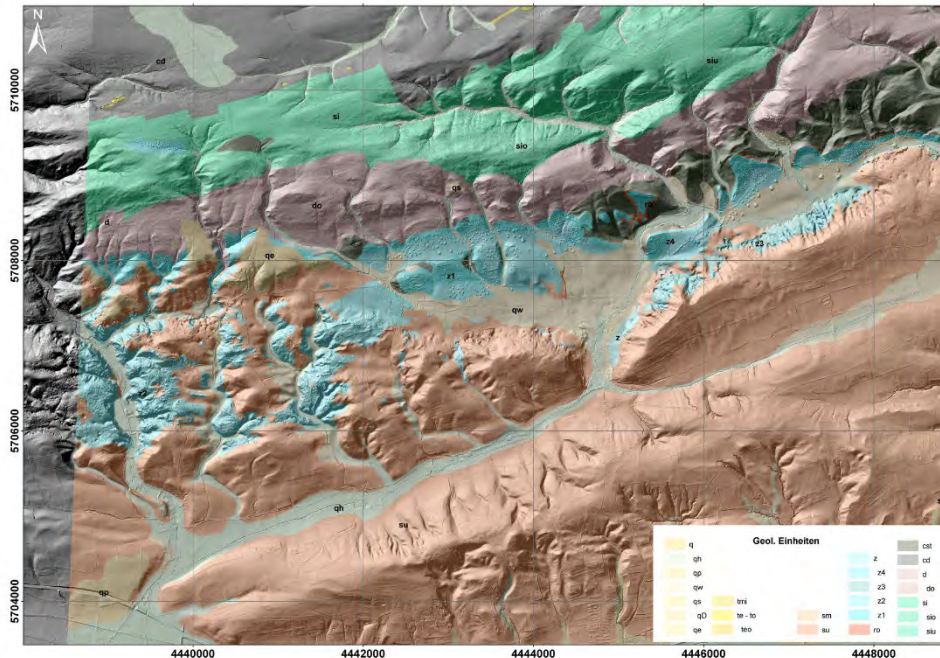 N
cd
siu
5710000
si
sio
qs
do
d
z4
z3
5708000
qe
z1
qw
z
5706000
qh
su
qp
5704000
Geol. Einheiten
q
qh
qp
qw
qs
qD
qe
tmi
te - to
teo
sm
su
z
z4
z3
z2
z1
ro
cst
cd
d
do
si
sio
siu
4440000 4442000 4444000 4446000 4448000